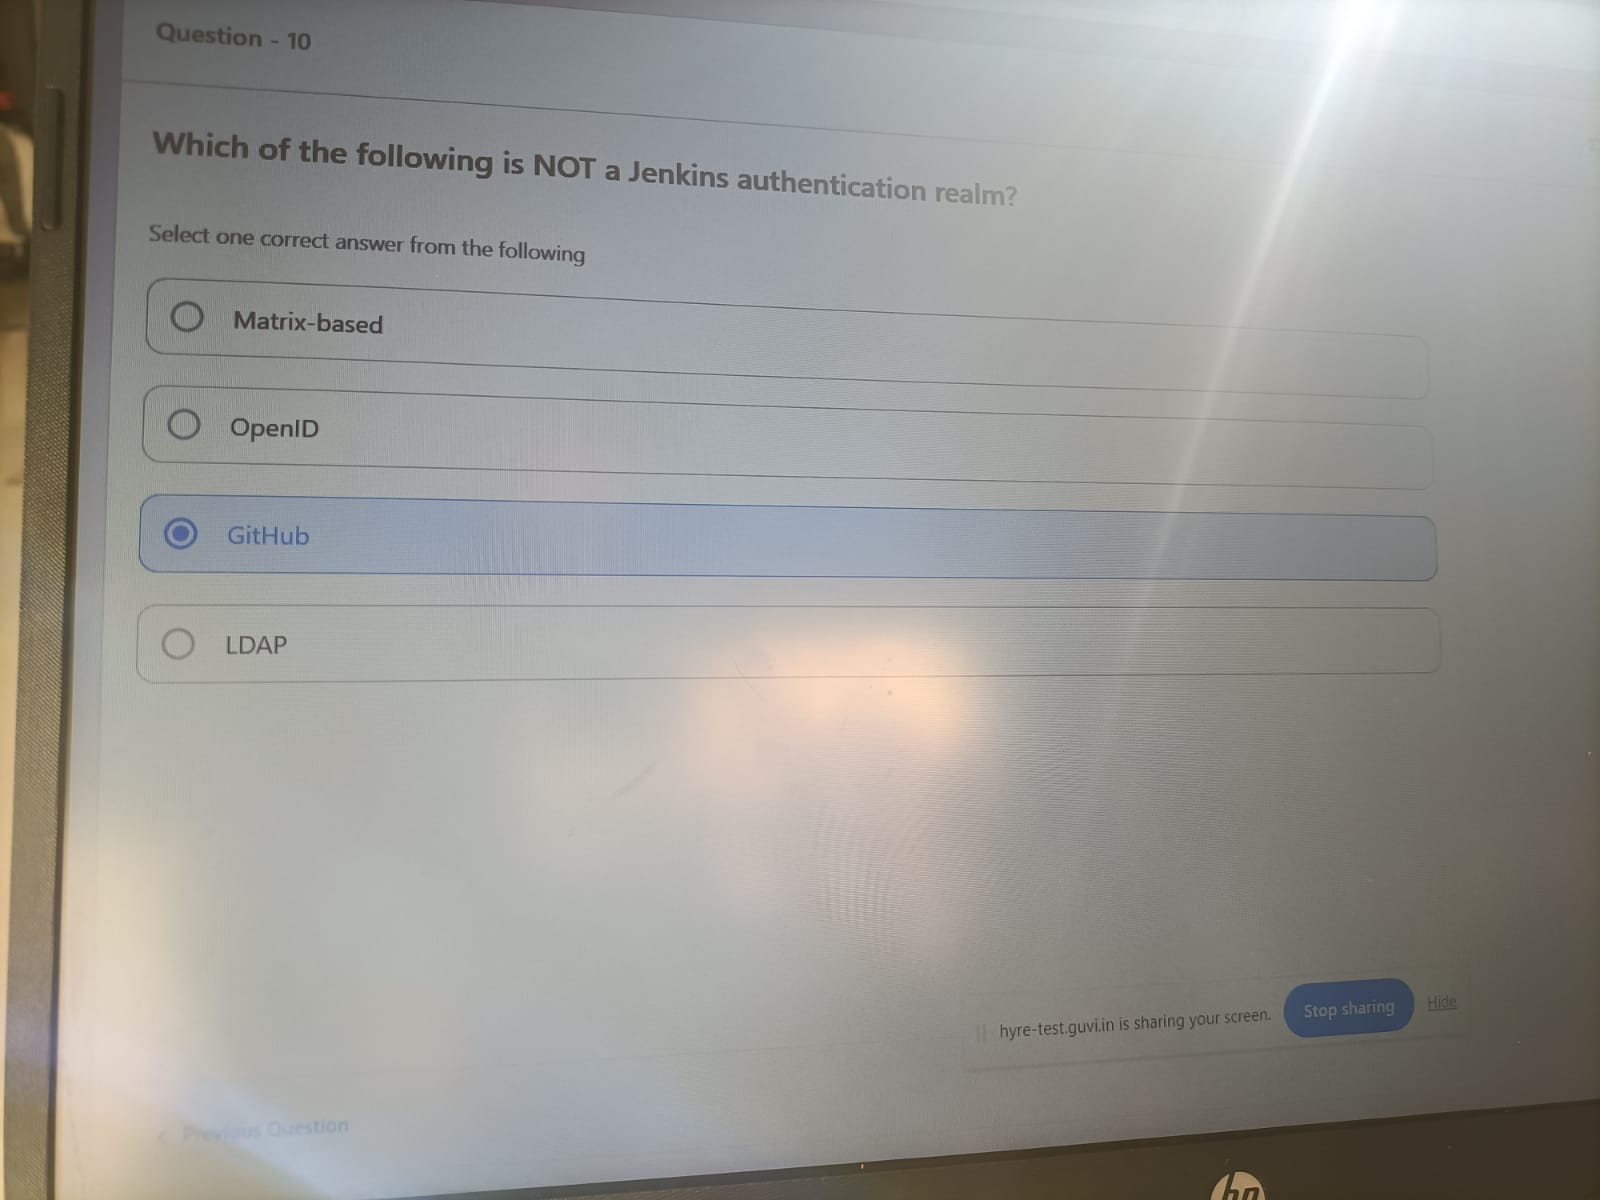 Question - 10
Which of the following is NOT a Jenkins authentication realm?
Select one correct answer from the following
Matrix-based
OpenID
GitHub
LDAP
hyre-test.guvi.in is sharing your screen.
Stop sharing
Hide
< Previous Question
hp